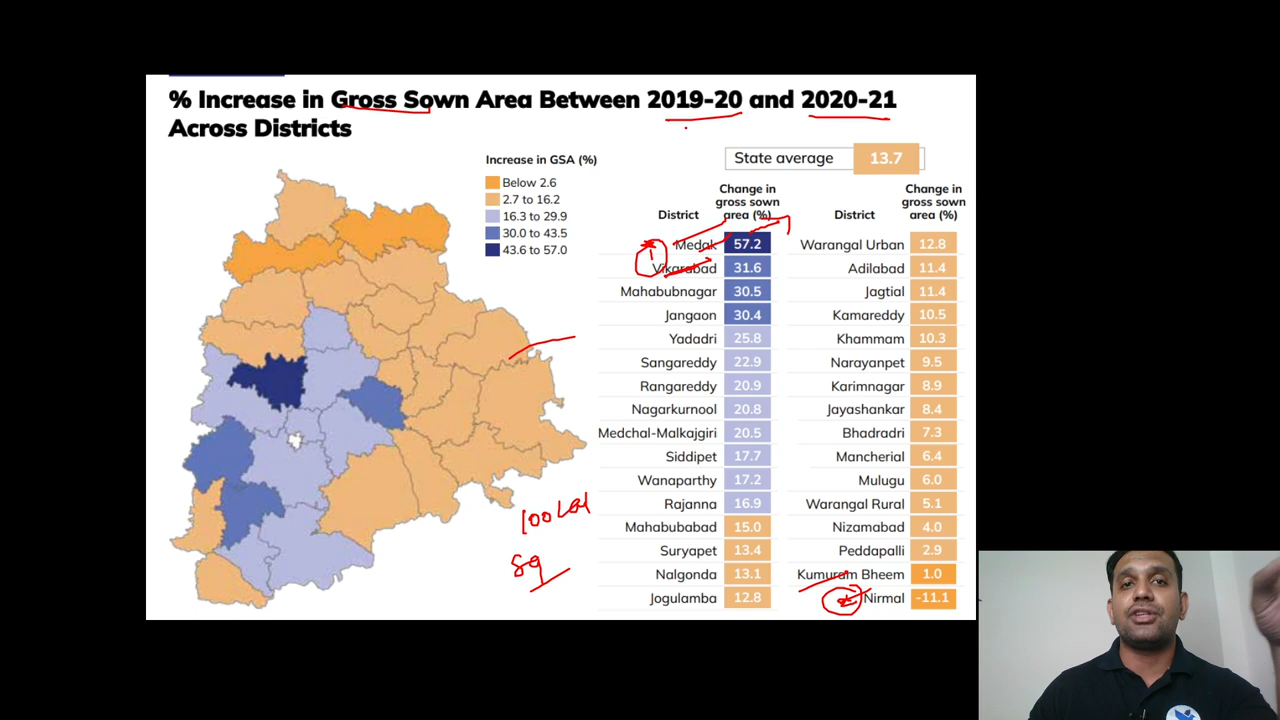 % Increase in Gross Sown Area Between 2019-20 and 2020-21
Across Districts
Increase in GSA (%)
Below 2.6
2.7 to 16.2
16.3 to 29.9
30.0 to 43.5
43.6 to 57.0
State average 13.7
District Change in gross sown area (%)
Medak 57.2
Vikarabad 31.6
Mahabubnagar 30.5
Jangaon 30.4
Yadadri 25.8
Sangareddy 22.9
Rangareddy 20.9
Nagarkurnool 20.8
Medchal-Malkajgiri 20.5
Siddipet 17.7
Wanaparthy 17.2
Rajanna 16.9
Mahabubabad 15.0
Suryapet 13.4
Nalgonda 13.1
Jogulamba 12.8
District Change in gross sown area (%)
Warangal Urban 12.8
Adilabad 11.4
Jagtial 11.4
Kamareddy 10.5
Khammam 10.3
Narayanpet 9.5
Karimnagar 8.9
Jayashankar 8.4
Bhadradri 7.3
Mancherial 6.4
Mulugu 6.0
Warangal Rural 5.1
Nizamabad 4.0
Peddapalli 2.9
Kumuram Bheem 1.0
Nirmal -11.1
100
89